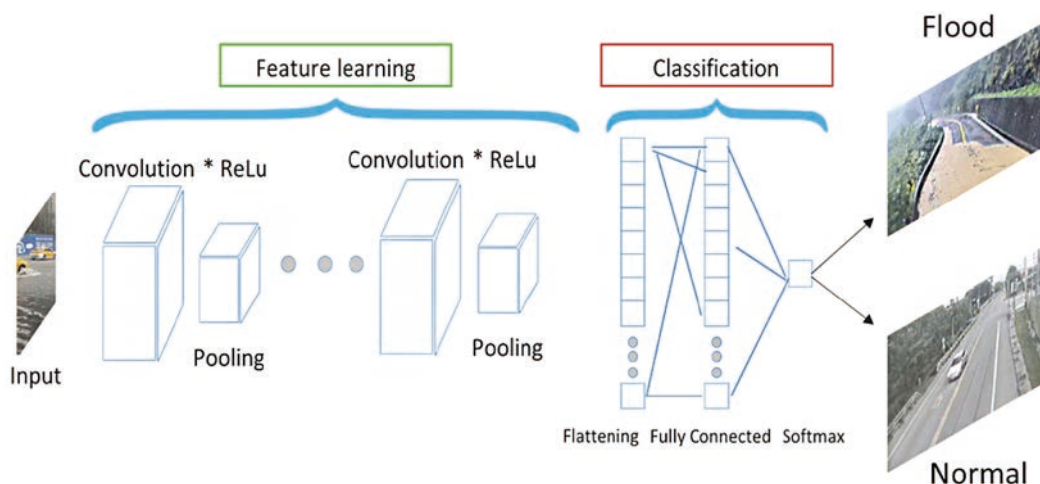 Flood
Feature learning
Classification
Convolution * ReLu
Convolution * ReLu
Pooling
Pooling
Input
Flattening
Fully Connected
Softmax
Normal